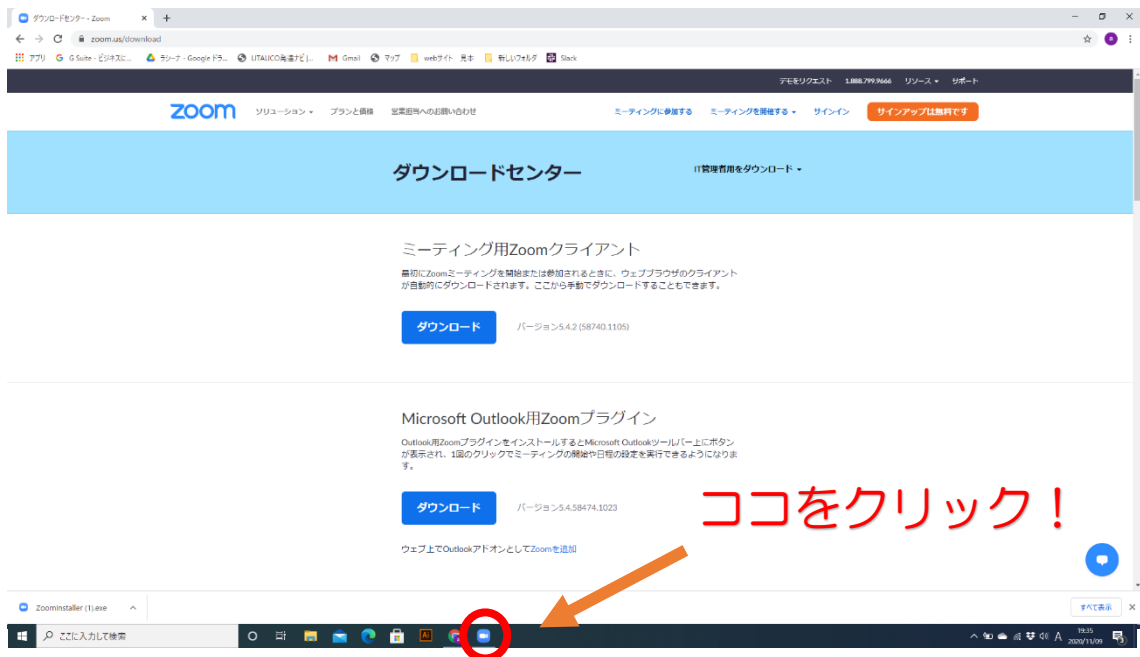 ダウンロードセンター - Zoom
zoom.us/download
アプリ G Suite - ビジネスに... ラシーナ - Google ドラ... LITALICO発達ナビ |... Gmail マップ webサイト 見本 新しいフォルダ Slack
デモをリクエスト 1.888.799.9666 リソース サポート
zoom ソリューション プランと価格 営業担当へのお問い合わせ ミーティングに参加する ミーティングを開催する サインイン サインアップは無料です
ダウンロードセンター IT管理者用をダウンロード
ミーティング用Zoomクライアント
最初にZoomミーティングを開始または参加されるときに、ウェブブラウザのクライアント
が自動的にダウンロードされます。ここから手動でダウンロードすることもできます。
ダウンロード バージョン5.4.2 (58740.1105)
Microsoft Outlook用Zoomプラグイン
Outlook用ZoomプラグインをインストールするとMicrosoft Outlookツールバー上にボタン
が表示され、1回のクリックでミーティングの開始や日程の設定を実行できるようになりま
す。
ココをクリック！
ダウンロード バージョン5.4.58474.1023
ウェブ上でOutlookアドオンとしてZoomを追加
ZoomInstaller (1).exe すべて表示
ここに入力して検索 Ai A 19:35
2020/11/09